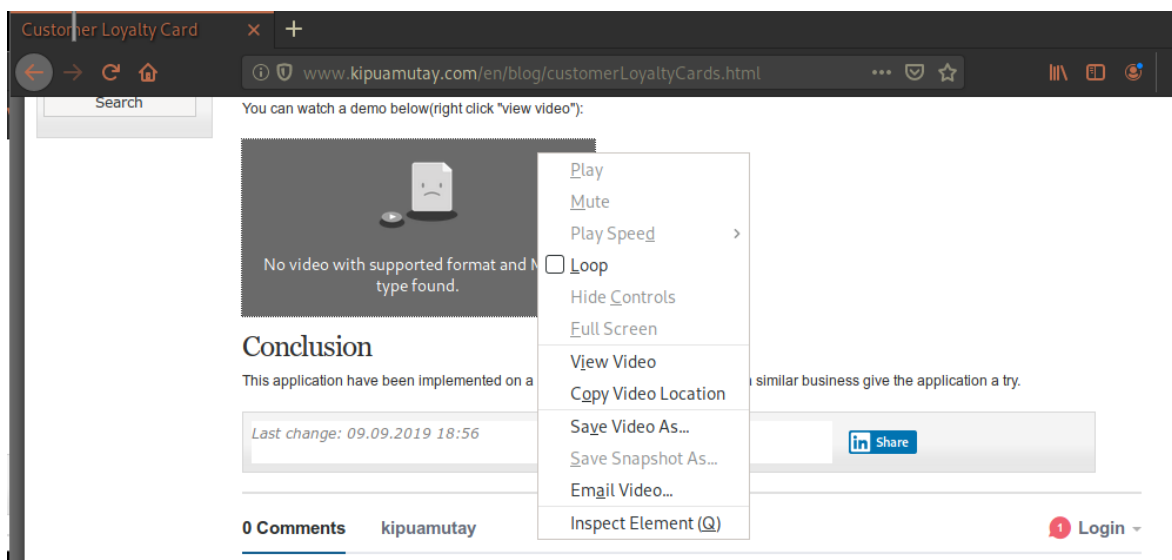 Customer Loyalty Card
www.kipuamutay.com/en/blog/customerLoyaltyCards.html
Search
You can watch a demo below(right click "view video"):
No video with supported format and
type found.
Play
Mute
Play Speed
Loop
Hide Controls
Full Screen
View Video
Copy Video Location
Save Video As...
Save Snapshot As...
Email Video...
Inspect Element (Q)
Conclusion
This application have been implemented on a similar business give the application a try.
Last change: 09.09.2019 18:56
in Share
0 Comments kipuamutay 1 Login